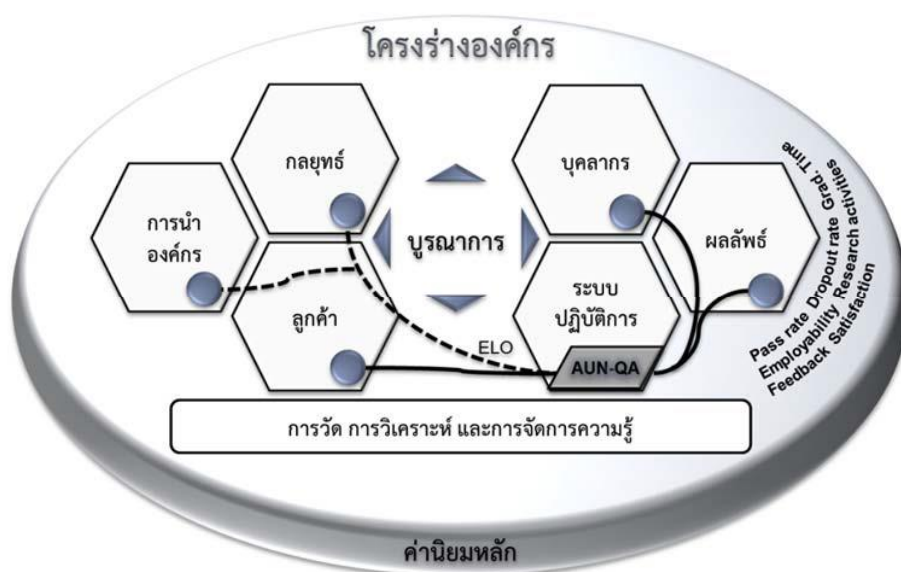 โครงร่างองค์กร
กลยุทธ์
บุคลากร
การนำ
องค์กร
บูรณาการ
ผลลัพธ์
ลูกค้า
ระบบ
ปฏิบัติการ
ELO
AUN-QA
Pass rate Dropout rate Grad. Time
Employability Research activities
Feedback Satisfaction
การวัด การวิเคราะห์ และการจัดการความรู้
ค่านิยมหลัก